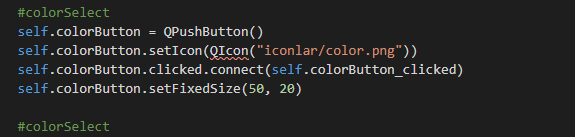 #colorSelect
self.colorButton = QPushButton()
self.colorButton.setIcon(QIcon("iconlar/color.png"))
self.colorButton.clicked.connect(self.colorButton_clicked)
self.colorButton.setFixedSize(50, 20)
#colorSelect